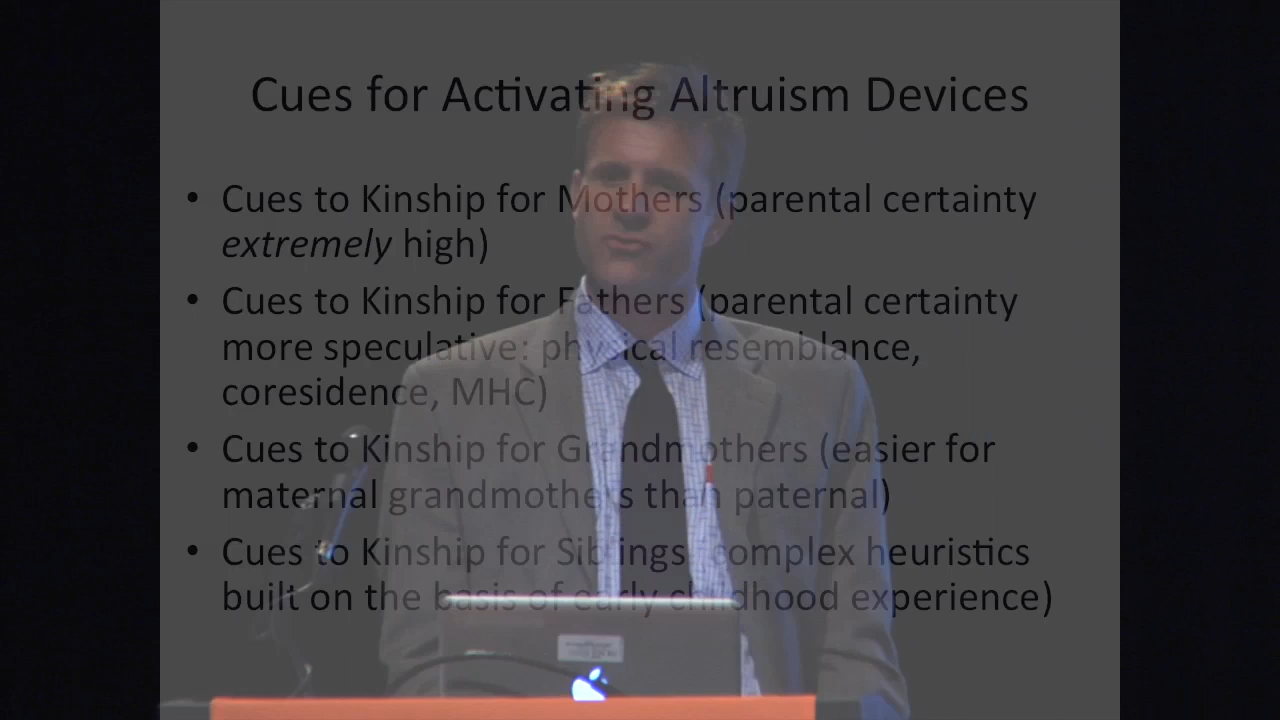 Cues for Activating Altruism Devices
• Cues to Kinship for Mothers (parental certainty
extremely high)
• Cues to Kinship for Fathers (parental certainty
more speculative: physical resemblance,
coresidence, MHC)
• Cues to Kinship for Grandmothers (easier for
maternal grandmothers than paternal)
• Cues to Kinship for Siblings (complex heuristics
built on the basis of early childhood experience)